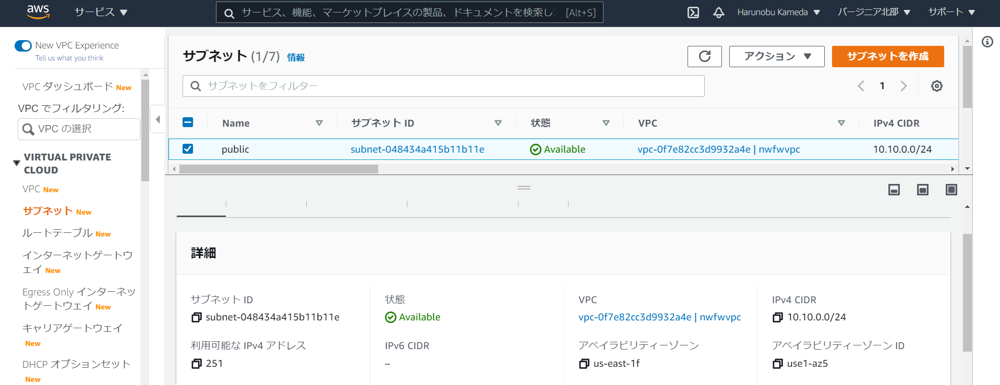 aws
サービス
サービス、機能、マーケットプレイスの製品、ドキュメントを検索し
[Alt+S]
Harunobu Kameda
バージニア北部
サポート
New VPC Experience
Tell us what you think
VPC ダッシュボード New
VPC でフィルタリング:
VPC の選択
VIRTUAL PRIVATE
CLOUD
VPC New
サブネット New
ルートテーブル New
インターネットゲートウ
ェイ New
Egress Only インターネッ
トゲートウェイ New
キャリアゲートウェイ
New
DHCP オプションセット
New
サブネット (1/7) 情報
アクション
サブネットを作成
サブネットをフィルター
1
Name サブネット ID 状態 VPC IPv4 CIDR
public subnet-048434a415b11b11e Available vpc-0f7e82cc3d9932a4e | nwfwvpc 10.10.0.0/24
詳細
サブネット ID
subnet-048434a415b11b11e
状態
Available
VPC
vpc-0f7e82cc3d9932a4e | nwfwvpc
IPv4 CIDR
10.10.0.0/24
利用可能な IPv4 アドレス
251
IPv6 CIDR
–
アベイラビリティーゾーン
us-east-1f
アベイラビリティーゾーン ID
use1-az5